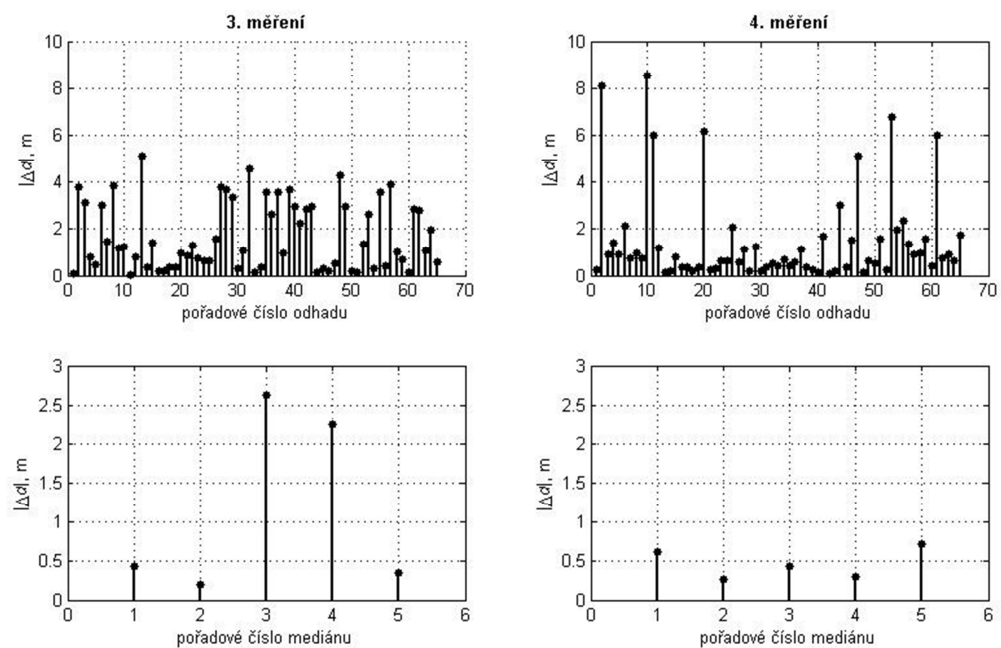 3. měření
10
8
6
4
2
0
|Δd|, m
0 10 20 30 40 50 60 70
pořadové číslo odhadu
4. měření
10
8
6
4
2
0
|Δd|, m
0 10 20 30 40 50 60 70
pořadové číslo odhadu
3
2.5
2
1.5
1
0.5
0
|Δd|, m
0 1 2 3 4 5 6
pořadové číslo mediánu
3
2.5
2
1.5
1
0.5
0
|Δd|, m
0 1 2 3 4 5 6
pořadové číslo mediánu